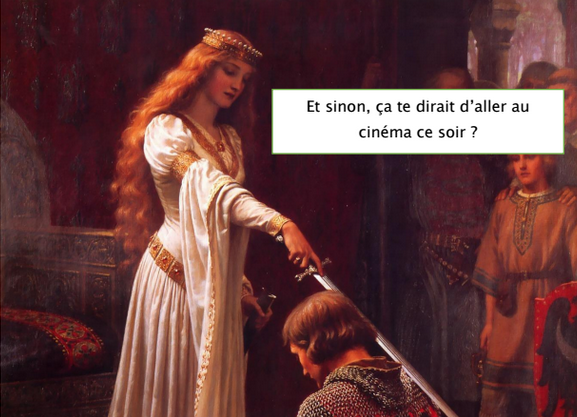 Et sinon, ça te dirait d’aller au
cinéma ce soir ?